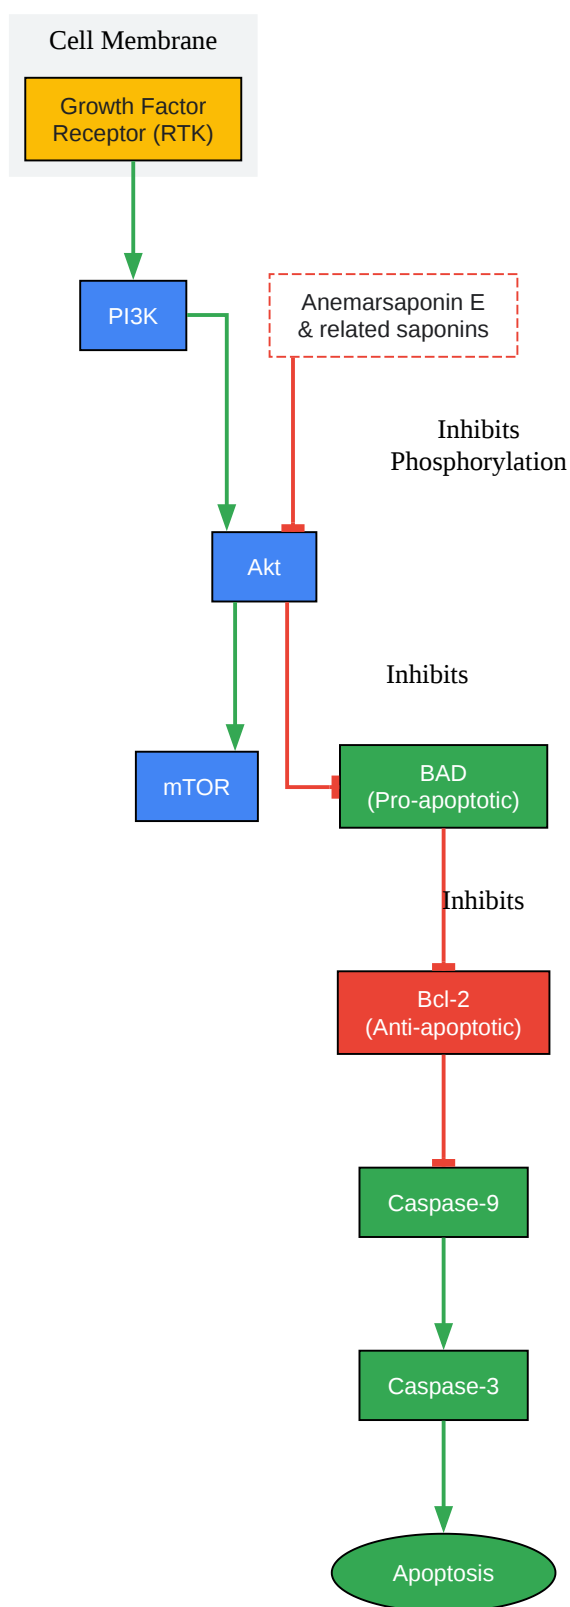 Cell Membrane
Growth Factor
Receptor (RTK)
PI3K
Anemarsaponin E
& related saponins
Inhibits
Phosphorylation
Akt
Inhibits
mTOR
BAD
(Pro-apoptotic)
Inhibits
Bcl-2
(Anti-apoptotic)
Caspase-9
Caspase-3
Apoptosis